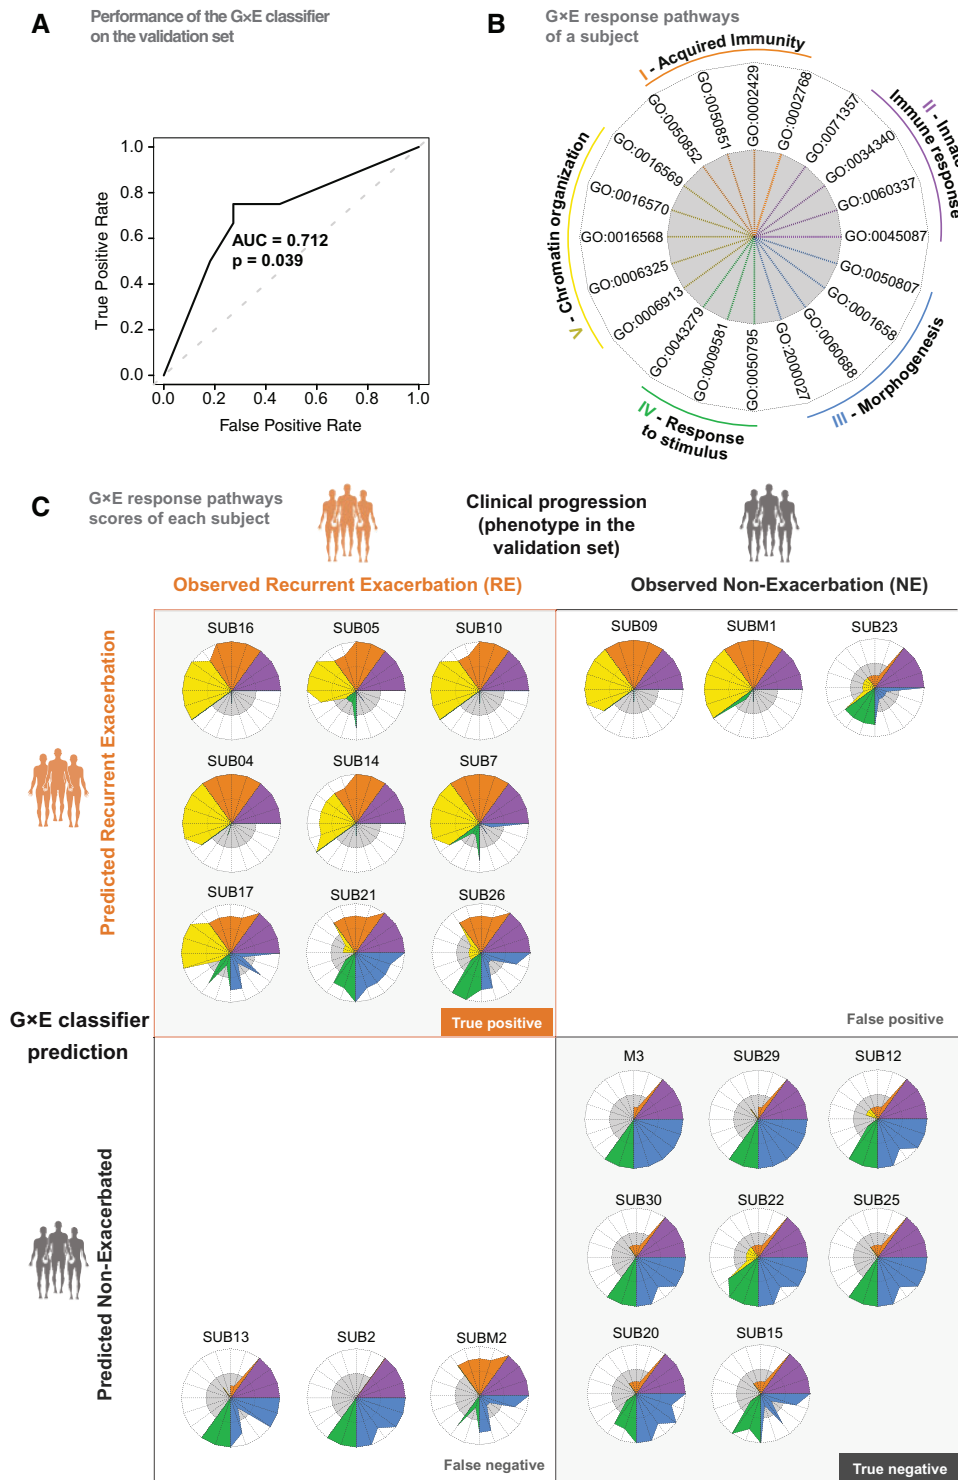 A
Performance of the G×E classifier
on the validation set
1.0
0.8
0.6
0.4
0.2
0.0
True Positive Rate
AUC = 0.712
p = 0.039
0.0
0.2
0.4
0.6
0.8
1.0
False Positive Rate
B
G×E response pathways
of a subject
I - Acquired Immunity
II - Innate
Immune response
III - Morphogenesis
IV - Response
to stimulus
V - Chromatin organization
GO:0002429
GO:0002768
GO:0071357
GO:0034340
GO:0060337
GO:0045087
GO:0050807
GO:0001658
GO:0060688
GO:2000027
GO:0050795
GO:0009581
GO:0043279
GO:0006913
GO:0006325
GO:0016568
GO:0016570
GO:0016569
GO:0050852
GO:0050851
C
G×E response pathways
scores of each subject
Clinical progression
(phenotype in the
validation set)
Observed Recurrent Exacerbation (RE)
Observed Non-Exacerbation (NE)
G×E classifier
prediction
Predicted Recurrent Exacerbation
SUB16
SUB05
SUB10
SUB04
SUB14
SUB7
SUB17
SUB21
SUB26
True positive
SUB09
SUBM1
SUB23
False positive
Predicted Non-Exacerbated
SUB13
SUB2
SUBM2
False negative
M3
SUB29
SUB12
SUB30
SUB22
SUB25
SUB20
SUB15
True negative